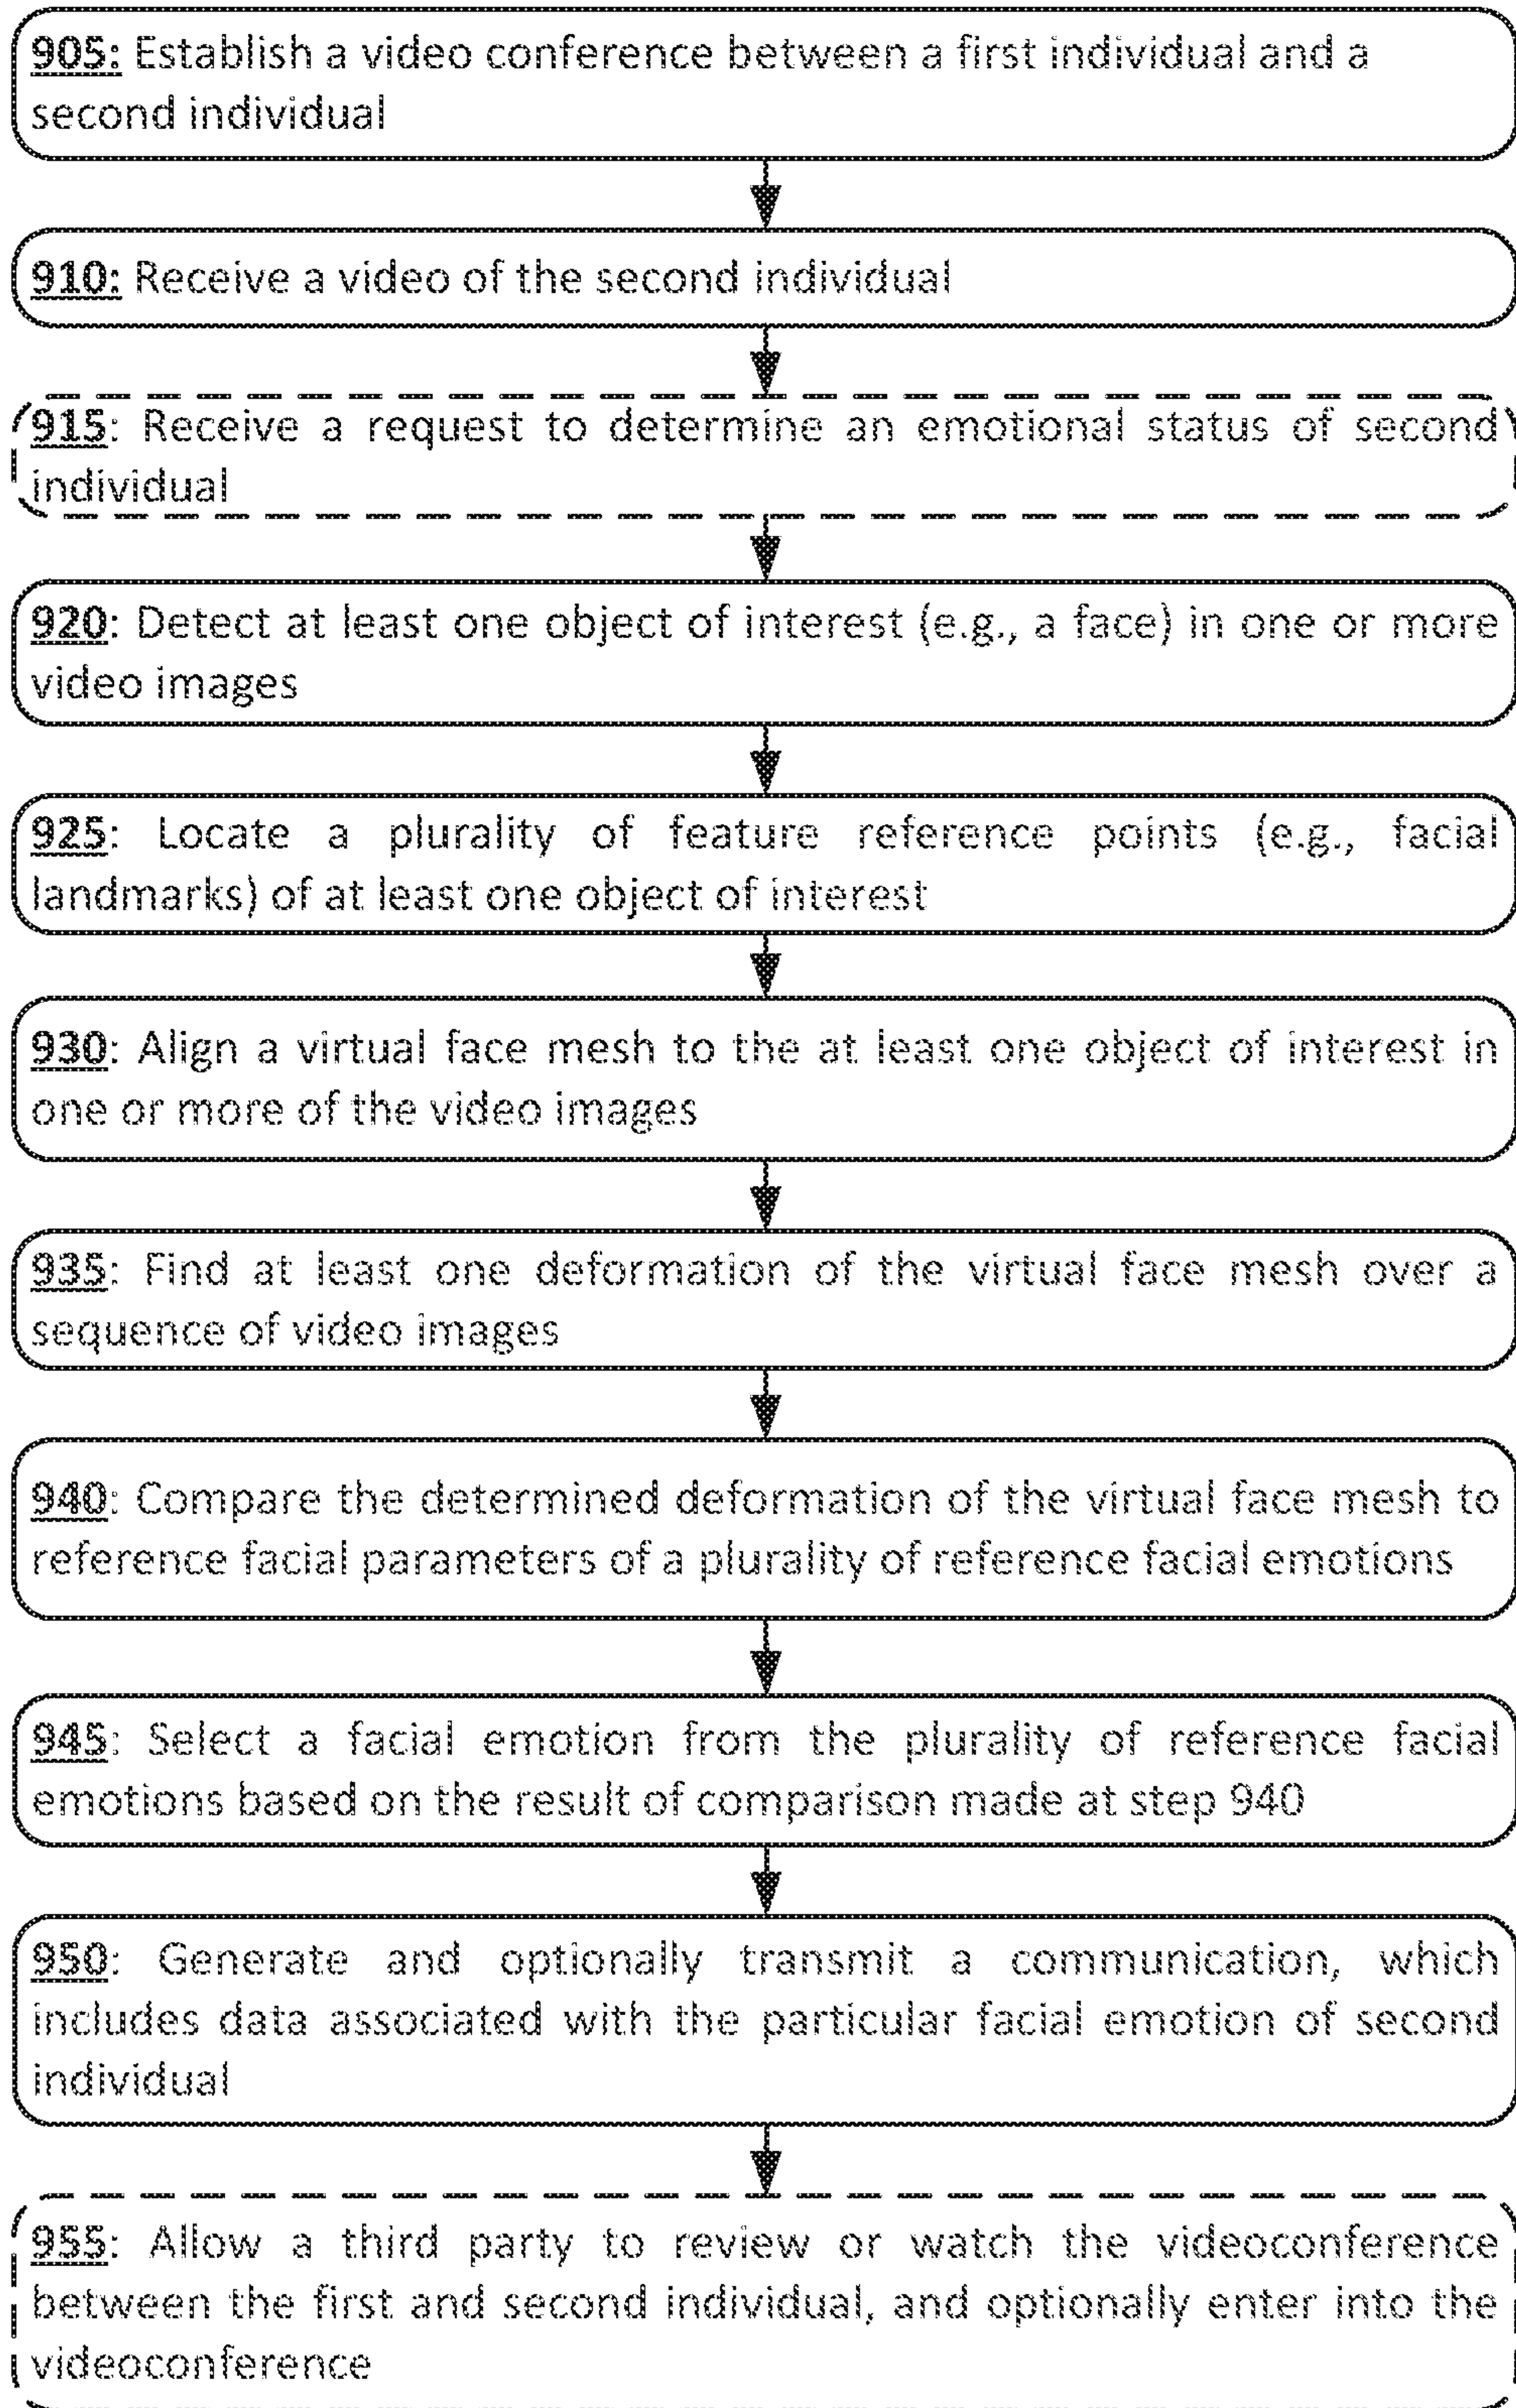 905: Establish a video conference between a first individual and a
second individual
910: Receive a video of the second individual
915: Receive a request to determine an emotional status of second
individual
920: Detect at least one object of interest (e.g., a face) in one or more
video images
925: Locate a plurality of feature reference points (e.g., facial
landmarks) of at least one object of interest
930: Align a virtual face mesh to the at least one object of interest in
one or more of the video images
935: Find at least one deformation of the virtual face mesh over a
sequence of video images
940: Compare the determined deformation of the virtual face mesh to
reference facial parameters of a plurality of reference facial emotions
945: Select a facial emotion from the plurality of reference facial
emotions based on the result of comparison made at step 940
950: Generate and optionally transmit a communication, which
includes data associated with the particular facial emotion of second
individual
955: Allow a third party to review or watch the videoconference
between the first and second individual, and optionally enter into the
videoconference